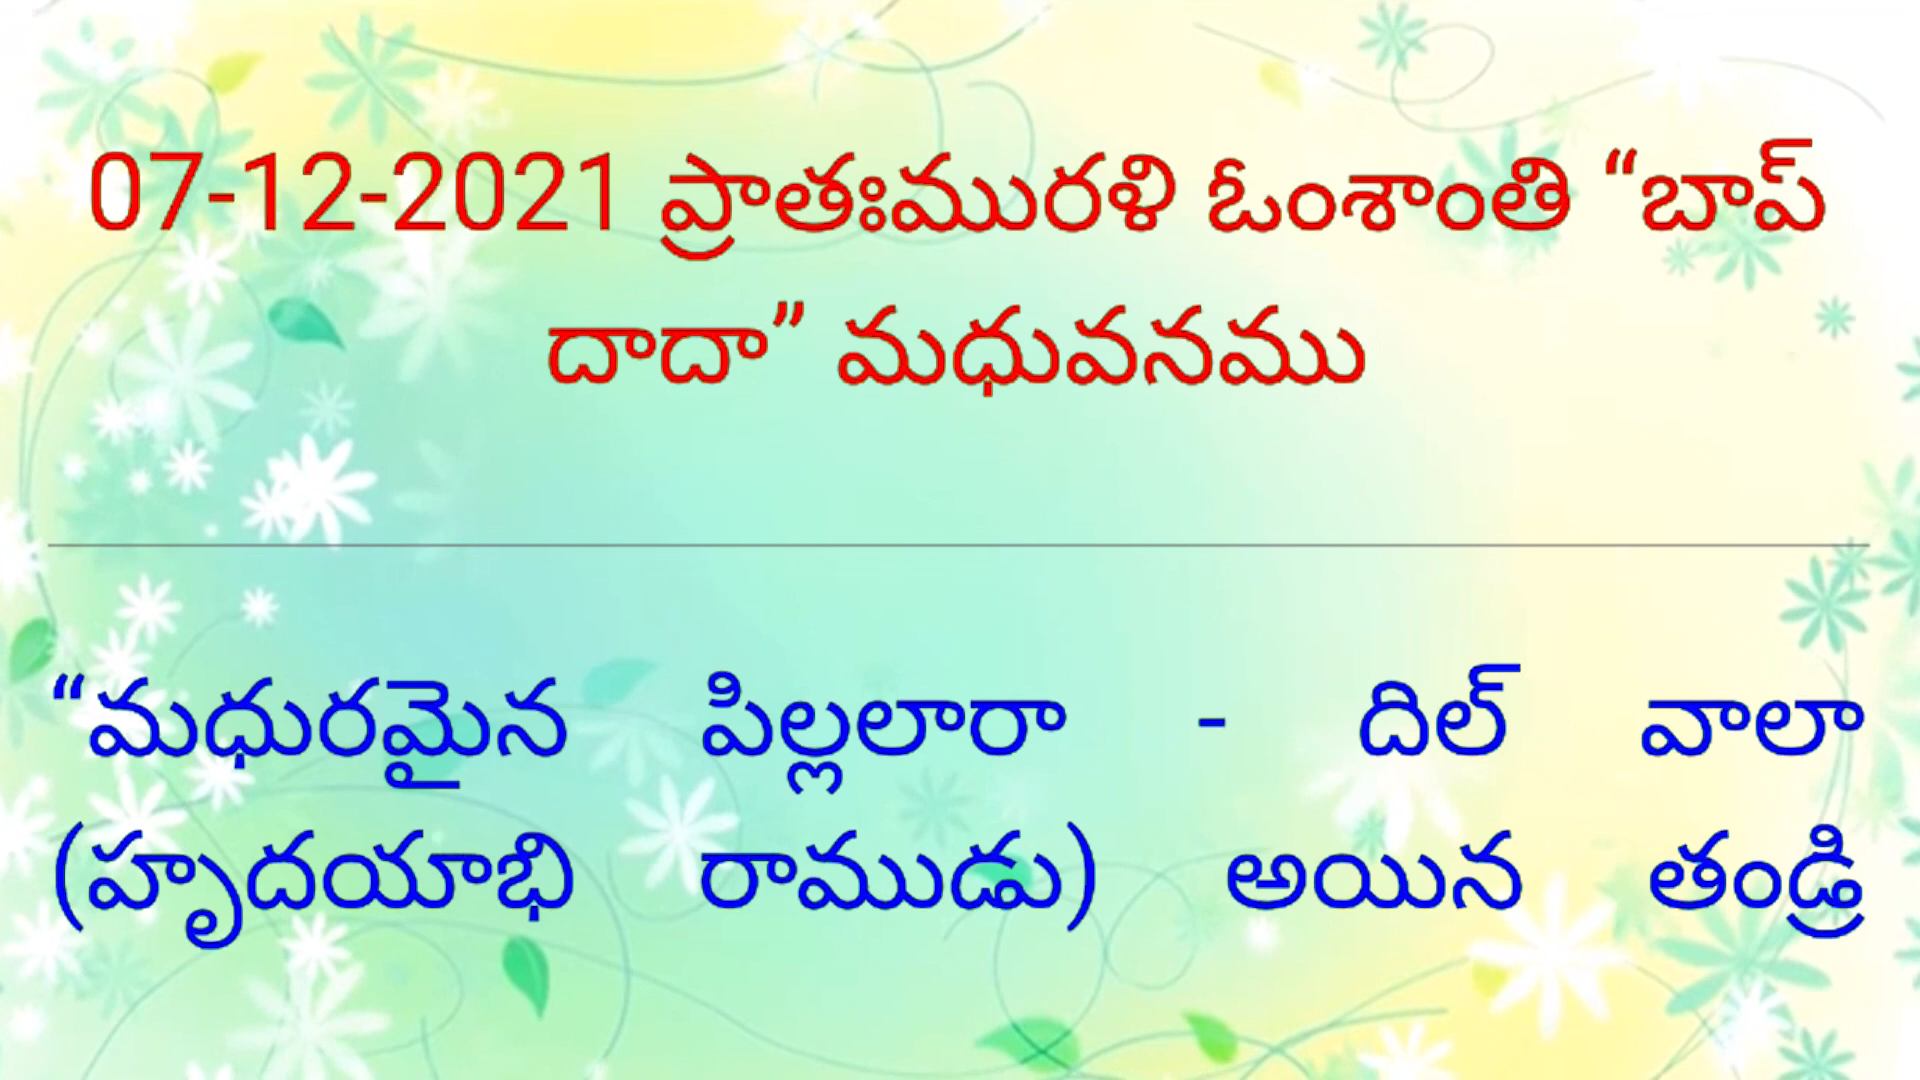 07-12-2021 ప్రాతఃమురళి ఓంశాంతి “బాప్
దాదా” మధువనము
“మధురమైన పిల్లలారా - దిల్ వాలా
(హృదయాభి రాముడు) అయిన తండ్రి